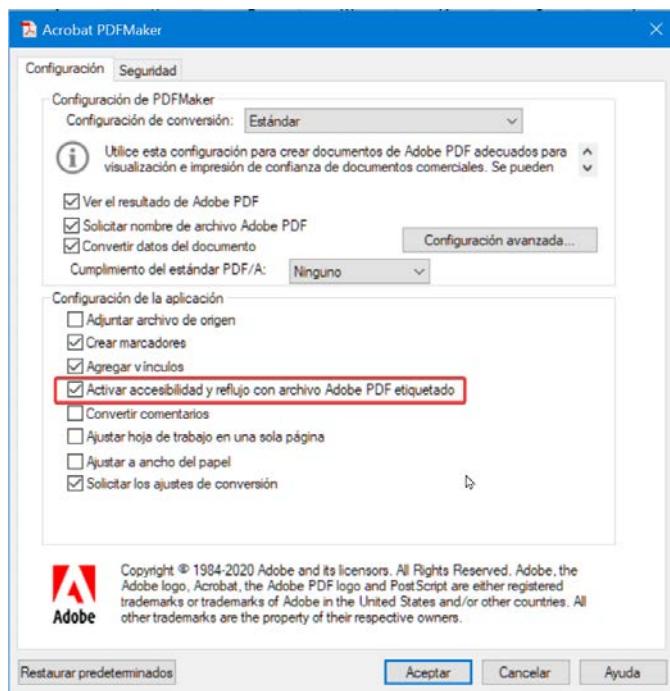 Acrobat PDFMaker
Configuración
Seguridad
Configuración de PDFMaker
Configuración de conversión:
Estándar
Utilice esta configuración para crear documentos de Adobe PDF adecuados para
visualización e impresión de confianza de documentos comerciales. Se pueden
Ver el resultado de Adobe PDF
Solicitar nombre de archivo Adobe PDF
Convertir datos del documento
Configuración avanzada...
Cumplimiento del estándar PDF/A:
Ninguno
Configuración de la aplicación
Adjuntar archivo de origen
Crear marcadores
Agregar vínculos
Activar accesibilidad y reflujo con archivo Adobe PDF etiquetado
Convertir comentarios
Ajustar hoja de trabajo en una sola página
Ajustar a ancho del papel
Solicitar los ajustes de conversión
Copyright © 1984-2020 Adobe and its licensors. All Rights Reserved. Adobe, the
Adobe logo, Acrobat, the Adobe PDF logo and PostScript are either registered
trademarks or trademarks of Adobe in the United States and/or other countries. All
other trademarks are the property of their respective owners.
Adobe
Restaurar predeterminados
Aceptar
Cancelar
Ayuda